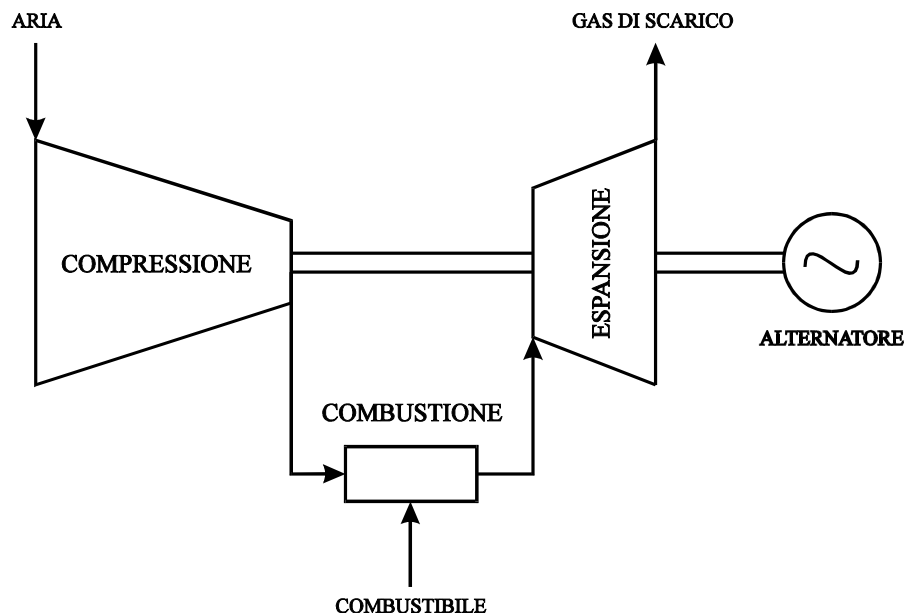 ARIA
GAS DI SCARICO
COMPRESSIONE
ESPANSIONE
ALTERNATORE
COMBUSTIONE
COMBUSTIBILE